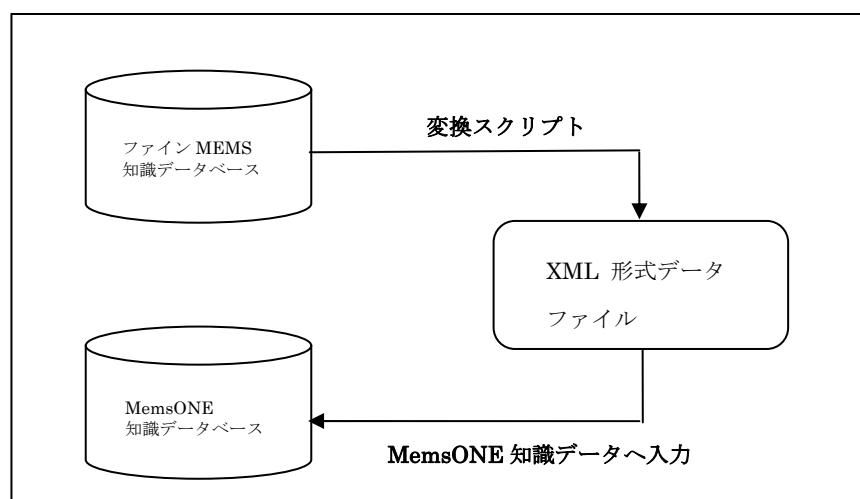 ファイン MEMS
知識データベース
変換スクリプト
XML 形式データ
ファイル
MemsONE
知識データベース
MemsONE 知識データへ入力